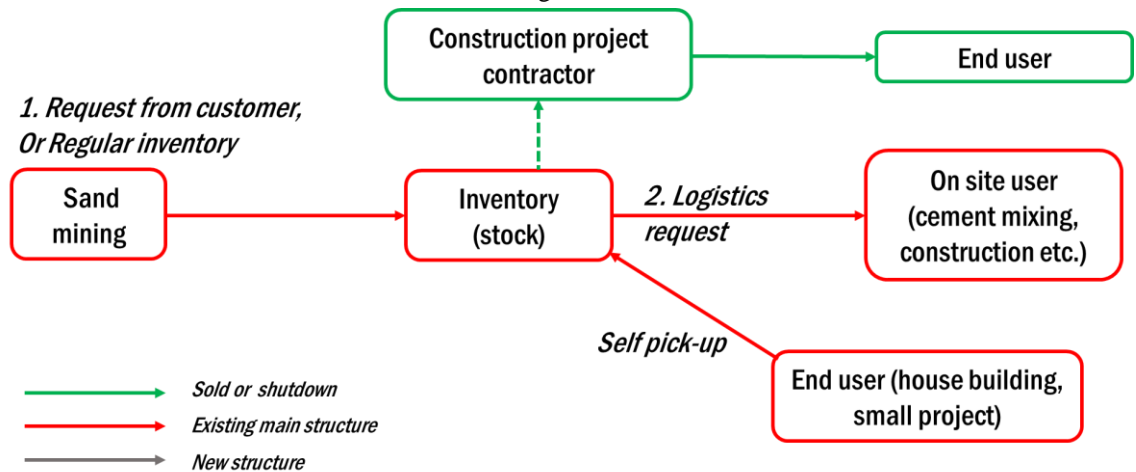 Construction project
contractor
End user
1. Request from customer,
Or Regular inventory
Sand
mining
Inventory
(stock)
2. Logistics
request
On site user
(cement mixing,
construction etc.)
Self pick-up
End user (house building,
small project)
Sold or shutdown
Existing main structure
New structure